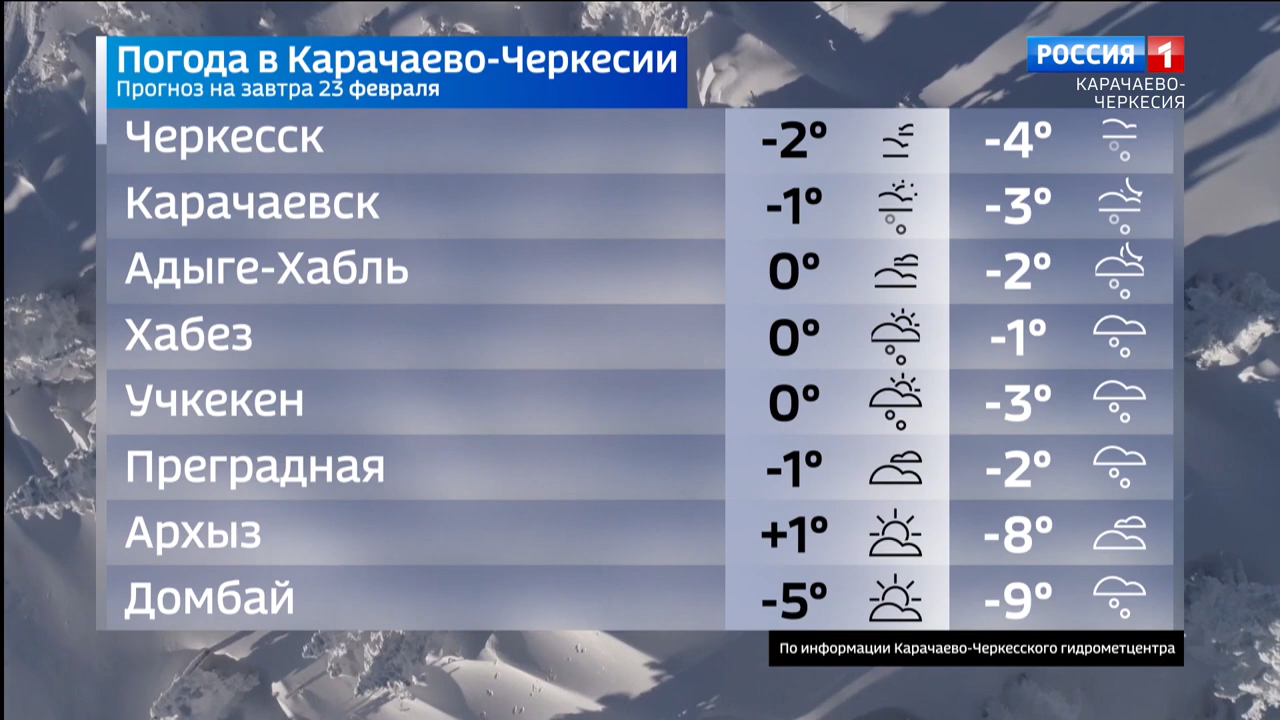 Погода в Карачаево-Черкесии
Прогноз на завтра 23 февраля
РОССИЯ 1
КАРАЧАЕВО-
ЧЕРКЕСИЯ
Черкесск -2° -4°
Карачаевск -1° -3°
Адыге-Хабль 0° -2°
Хабез 0° -1°
Учкекен 0° -3°
Преградная -1° -2°
Архыз +1° -8°
Домбай -5° -9°
По информации Карачаево-Черкесского гидрометцентра